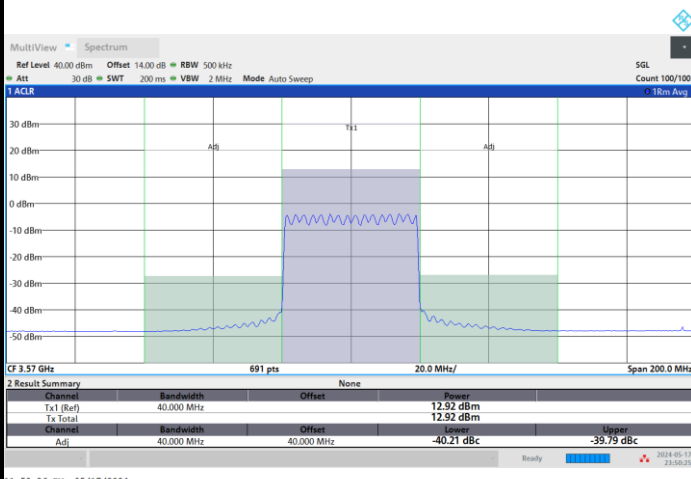 MultiView Spectrum
Ref Level 40.00 dBm Offset 14.00 dB RBW 500 kHz SGL
Att 30 dB SWT 200 ms VBW 2 MHz Mode Auto Sweep Count 100/100
1 ACLR 1Rm Avg
30 dBm
Tx1
20 dBm
Adj Adj
10 dBm
0 dBm
-10 dBm
-20 dBm
-30 dBm
-40 dBm
-50 dBm
CF 3.57 GHz 691 pts 20.0 MHz/ Span 200.0 MHz
2 Result Summary None
Channel Bandwidth Offset Power
Tx1 (Ref) 40.000 MHz 12.92 dBm
Tx Total 12.92 dBm
Channel Bandwidth Offset Lower Upper
Adj 40.000 MHz 40.000 MHz -40.21 dBc -39.79 dBc
Ready 2024-05-17
23:50:25